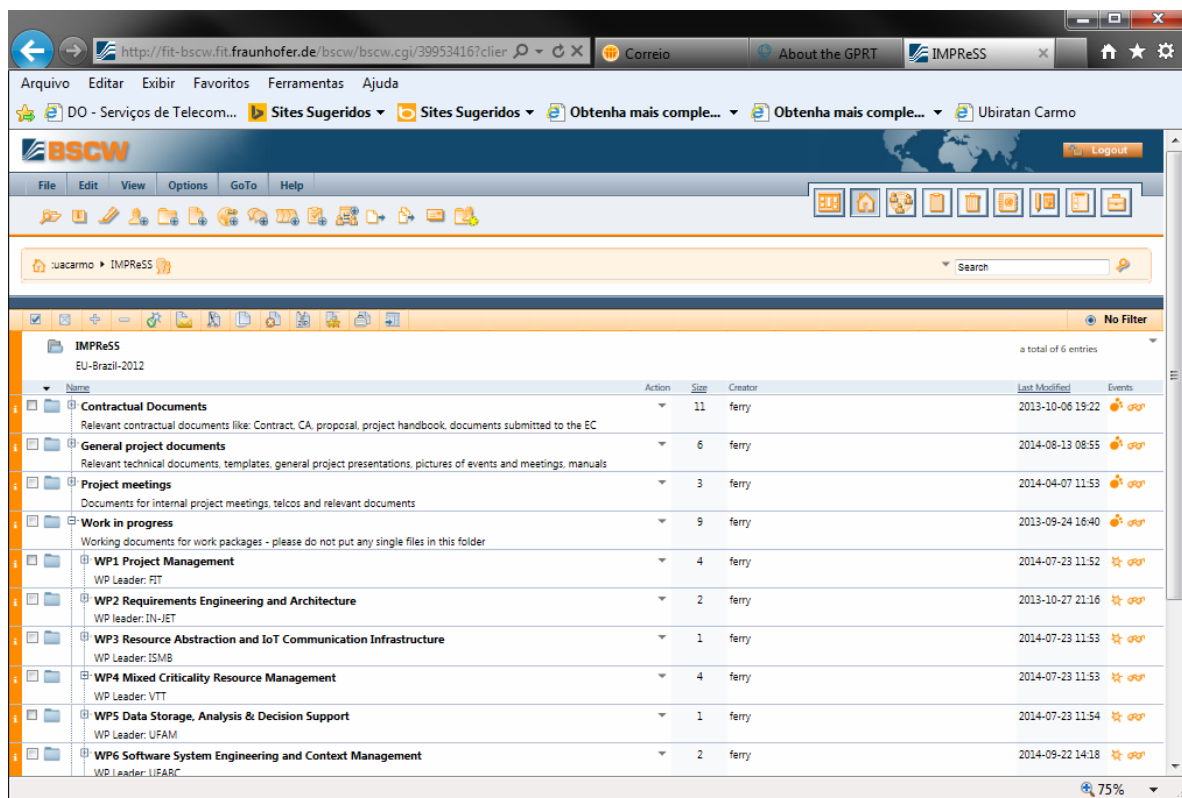 http://fit-bscw.fit.fraunhofer.de/bscw/bscw.cgi/39953416?clier
Correio
About the GPRT
IMPReSS
Arquivo Editar Exibir Favoritos Ferramentas Ajuda
DO - Serviços de Telecom... Sites Sugeridos Sites Sugeridos Obtenha mais comple... Obtenha mais comple... Ubiratan Carmo
BSCW
Logout
File Edit View Options GoTo Help
:uacarmo IMPReSS
Search
No Filter
IMPReSS
a total of 6 entries
EU-Brazil-2012
Name Action Size Creator Last Modified Events
Contractual Documents 11 ferry 2013-10-06 19:22
Relevant contractual documents like: Contract, CA, proposal, project handbook, documents submitted to the EC
General project documents 6 ferry 2014-08-13 08:55
Relevant technical documents, templates, general project presentations, pictures of events and meetings, manuals
Project meetings 3 ferry 2014-04-07 11:53
Documents for internal project meetings, telcos and relevant documents
Work in progress 9 ferry 2013-09-24 16:40
Working documents for work packages - please do not put any single files in this folder
WP1 Project Management 4 ferry 2014-07-23 11:52
WP Leader: FIT
WP2 Requirements Engineering and Architecture 2 ferry 2013-10-27 21:16
WP leader: IN-JET
WP3 Resource Abstraction and IoT Communication Infrastructure 1 ferry 2014-07-23 11:53
WP Leader: ISMB
WP4 Mixed Criticality Resource Management 4 ferry 2014-07-23 11:53
WP Leader: VTT
WP5 Data Storage, Analysis & Decision Support 1 ferry 2014-07-23 11:54
WP Leader: UFAM
WP6 Software System Engineering and Context Management 2 ferry 2014-09-22 14:18
WP Leader: UFABC
75%